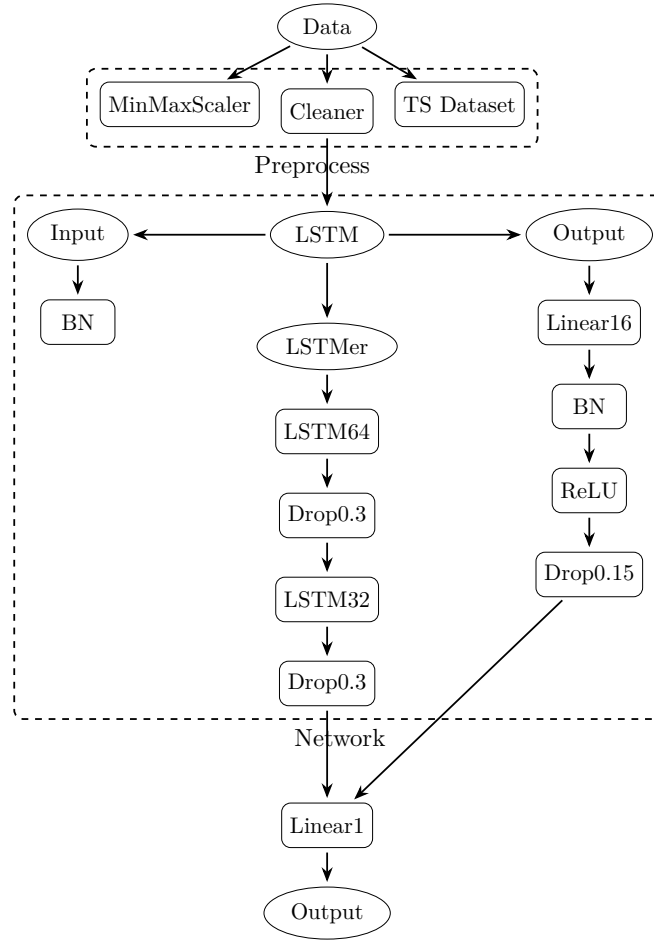 Data
MinMaxScaler
Cleaner
TS Dataset
Preprocess
Input
LSTM
Output
BN
Linear16
LSTMer
BN
LSTM64
ReLU
Drop0.3
Drop0.15
LSTM32
Drop0.3
Network
Linear1
Output